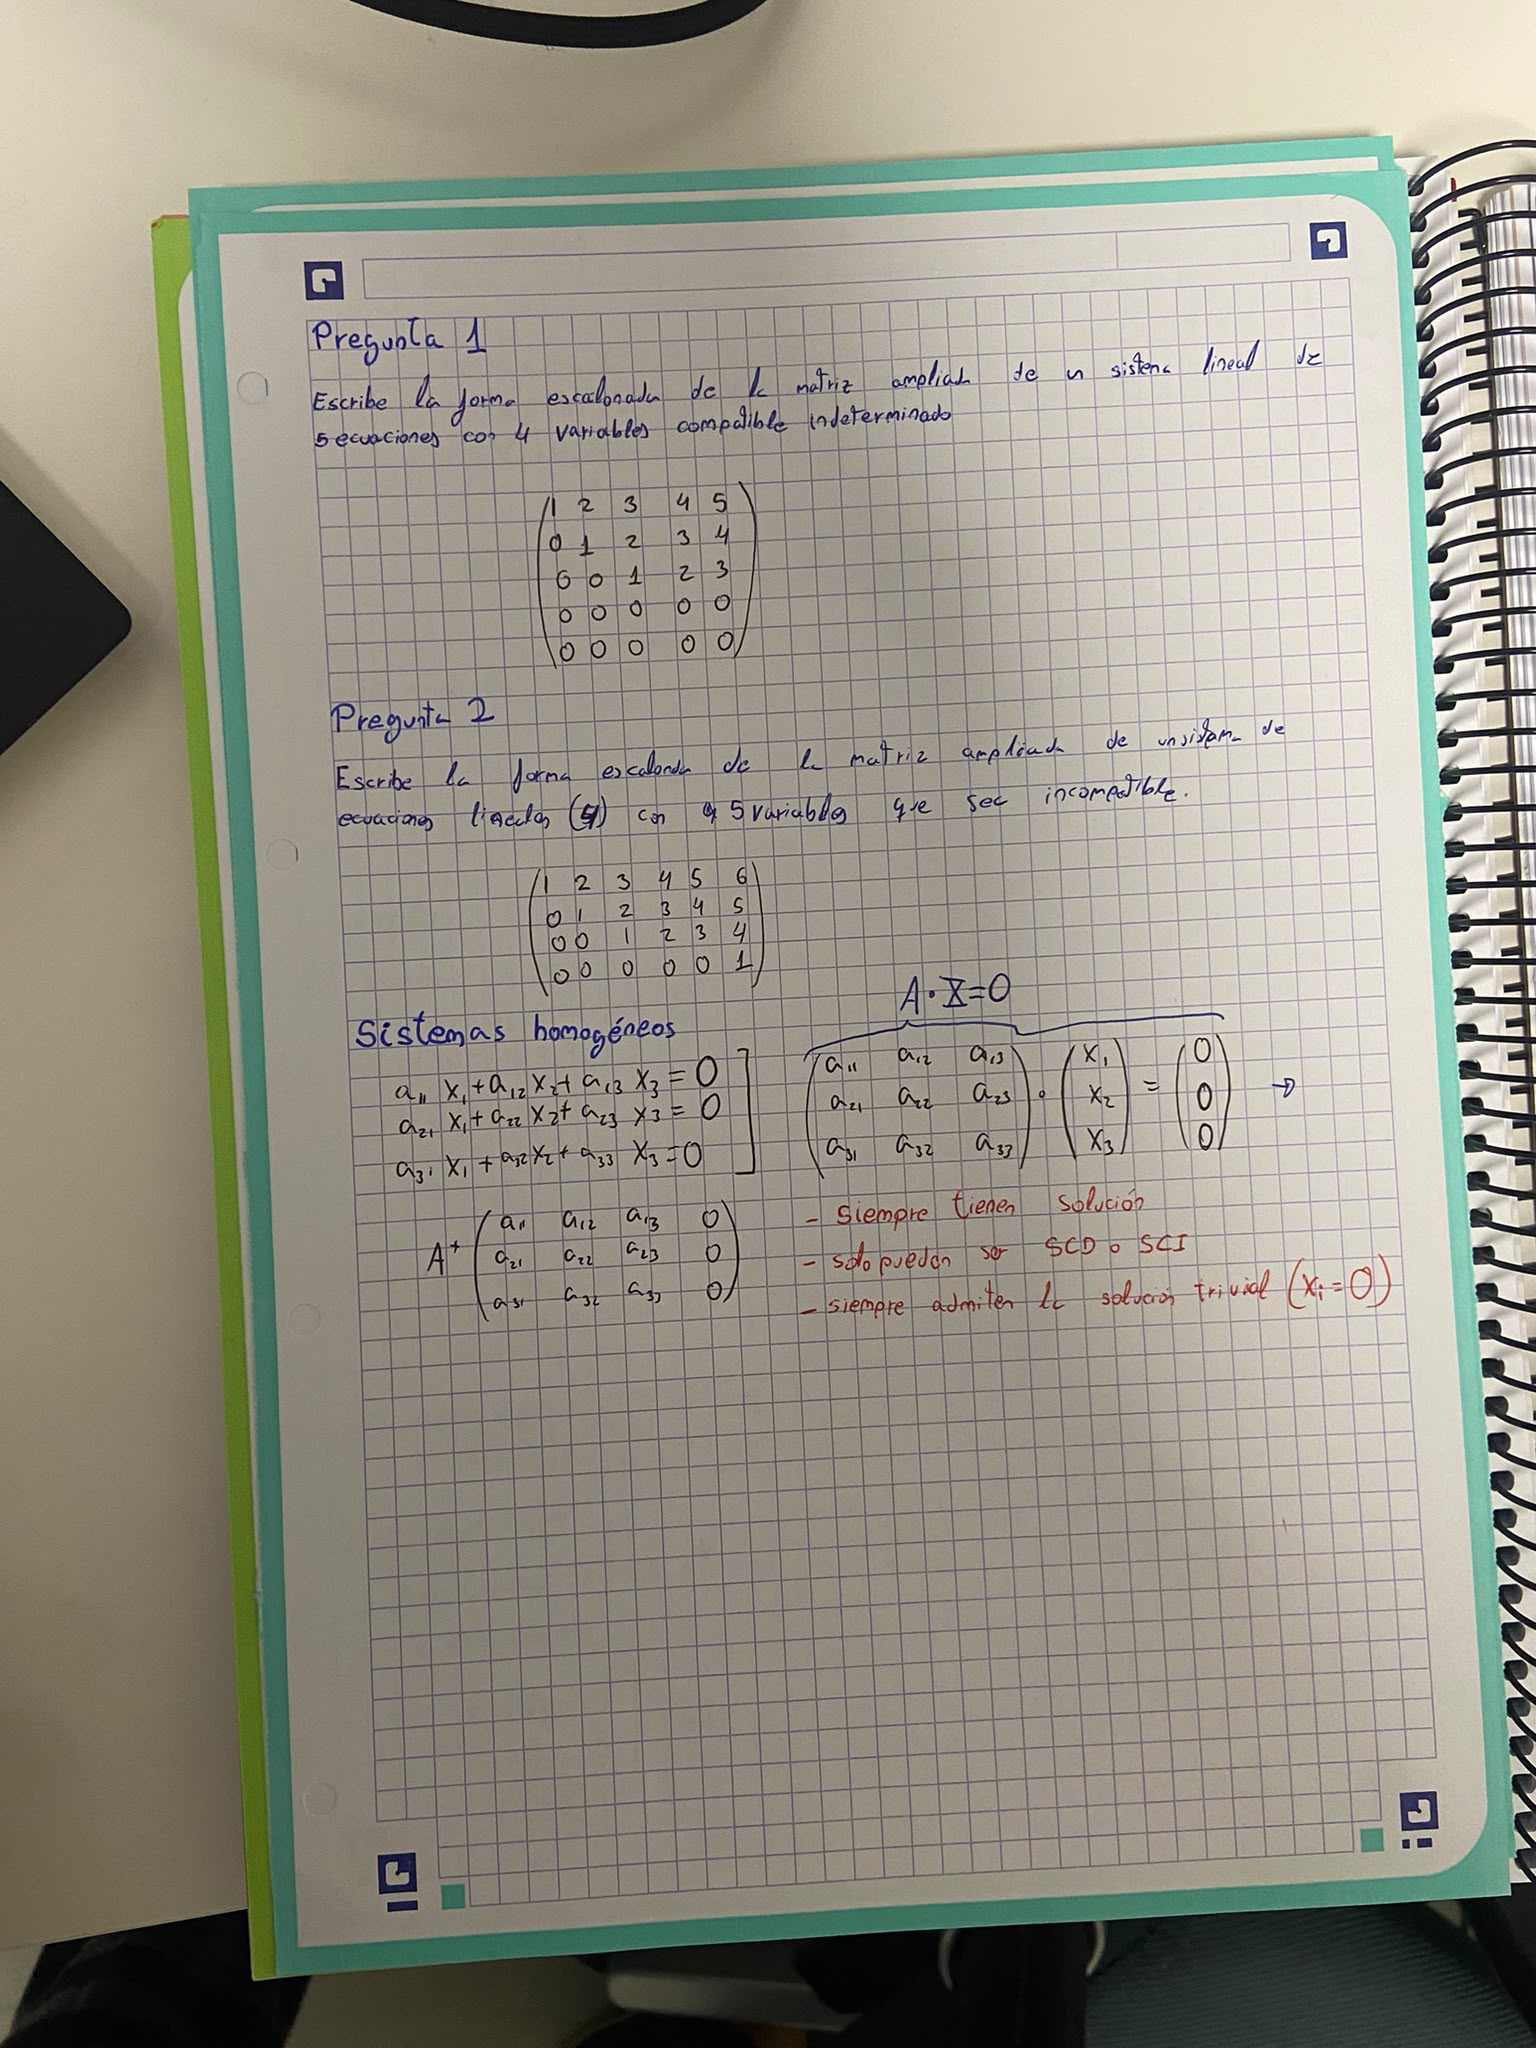 Pregunta 1
Escribe la forma escalonada de la matriz ampliada de un sistema lineal de
5 ecuaciones con 4 variables compatible indeterminado
1 2 3 4 5
0 1 2 3 4
0 0 1 2 3
0 0 0 0 0
0 0 0 0 0
Pregunta 2
Escribe la forma escalonada de la matriz ampliada de un sistema de
ecuaciones lineales (4) con 5 variables que sea incompatible.
1 2 3 4 5 6
0 1 2 3 4 5
0 0 1 2 3 4
0 0 0 0 0 1
A · X = 0
Sistemas homogéneos
a₁₁ x₁ + a₁₂ x₂ + a₁₃ x₃ = 0
a₂₁ x₁ + a₂₂ x₂ + a₂₃ x₃ = 0
a₃₁ x₁ + a₃₂ x₂ + a₃₃ x₃ = 0
a₁₁ a₁₂ a₁₃ x₁ 0
a₂₁ a₂₂ a₂₃ · x₂ = 0 →
a₃₁ a₃₂ a₃₃ x₃ 0
a₁₁ a₁₂ a₁₃ 0
A⁺ a₂₁ a₂₂ a₂₃ 0
a₃₁ a₃₂ a₃₃ 0
- siempre tienen solución
- solo pueden ser SCD o SCI
- siempre admiten la solución trivial (xᵢ = 0)